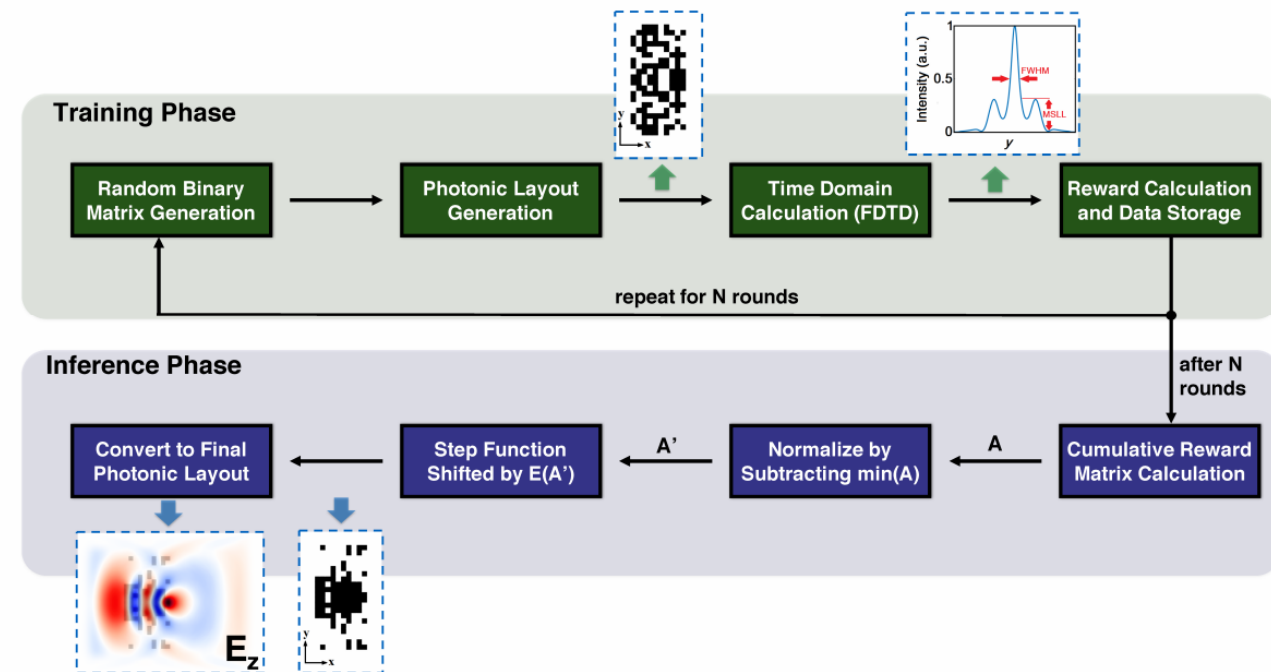 1
0.5
0
Intensity (a.u.)
FWHM
MSLL
y
y
x
Training Phase
Random Binary
Matrix Generation
Photonic Layout
Generation
Time Domain
Calculation (FDTD)
Reward Calculation
and Data Storage
repeat for N rounds
Inference Phase
after N
rounds
Convert to Final
Photonic Layout
Step Function
Shifted by E(A’)
A’
Normalize by
Subtracting min(A)
A
Cumulative Reward
Matrix Calculation
Ez
y
x